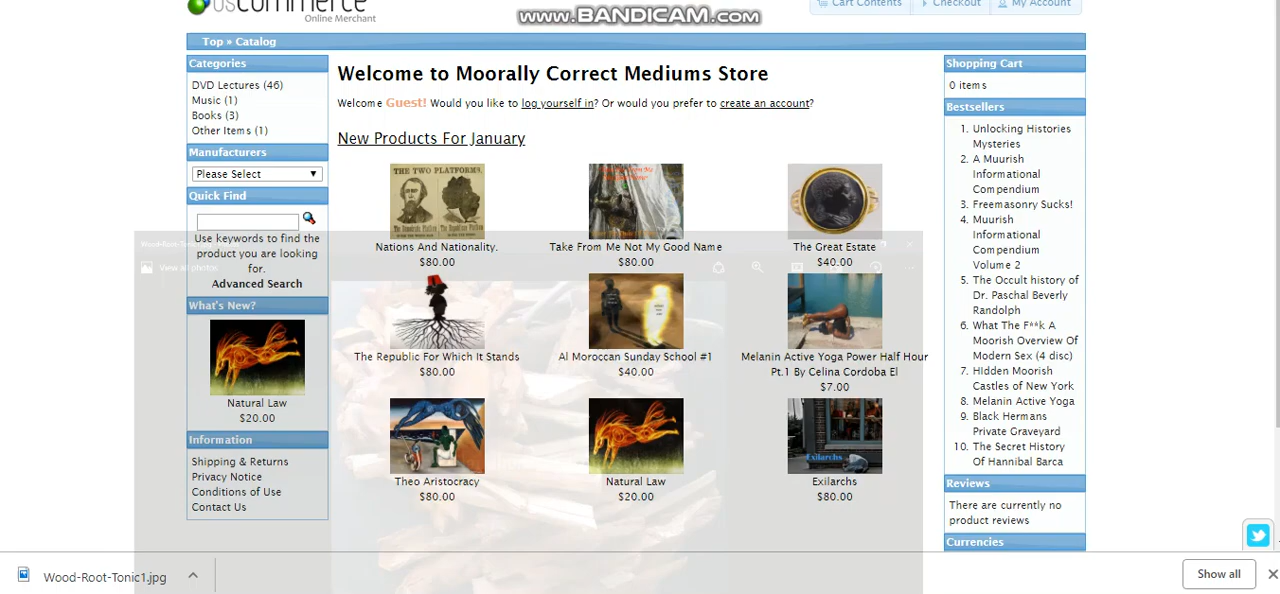 osCommerce
Online Merchant
WWW.BANDICAM.COM
Cart Contents
Checkout
My Account
Top » Catalog
Categories
DVD Lectures (46)
Music (1)
Books (3)
Other Items (1)
Manufacturers
Please Select
Quick Find
Use keywords to find the
product you are looking
for.
Advanced Search
What's New?
Natural Law
$20.00
Information
Shipping & Returns
Privacy Notice
Conditions of Use
Contact Us
Welcome to Moorally Correct Mediums Store
Welcome Guest! Would you like to log yourself in? Or would you prefer to create an account?
New Products For January
THE TWO PLATFORMS.
Nations And Nationality.
$80.00
Take From Me Not My Good Name
$80.00
The Great Estate
$40.00
The Republic For Which It Stands
$80.00
Al Moroccan Sunday School #1
$40.00
Melanin Active Yoga Power Half Hour
Pt.1 By Celina Cordoba El
$7.00
Theo Aristocracy
$80.00
Natural Law
$20.00
Exilarchs
Exilarchs
$80.00
View all photos
Shopping Cart
0 items
Bestsellers
1. Unlocking Histories
Mysteries
2. A Muurish
Informational
Compendium
3. Freemasonry Sucks!
4. Muurish
Informational
Compendium
Volume 2
5. The Occult history of
Dr. Paschal Beverly
Randolph
6. What The F**k A
Moorish Overview Of
Modern Sex (4 disc)
7. HIdden Moorish
Castles of New York
8. Melanin Active Yoga
9. Black Hermans
Private Graveyard
10. The Secret History
Of Hannibal Barca
Reviews
There are currently no
product reviews
Currencies
Wood-Root-Tonic1.jpg
Show all